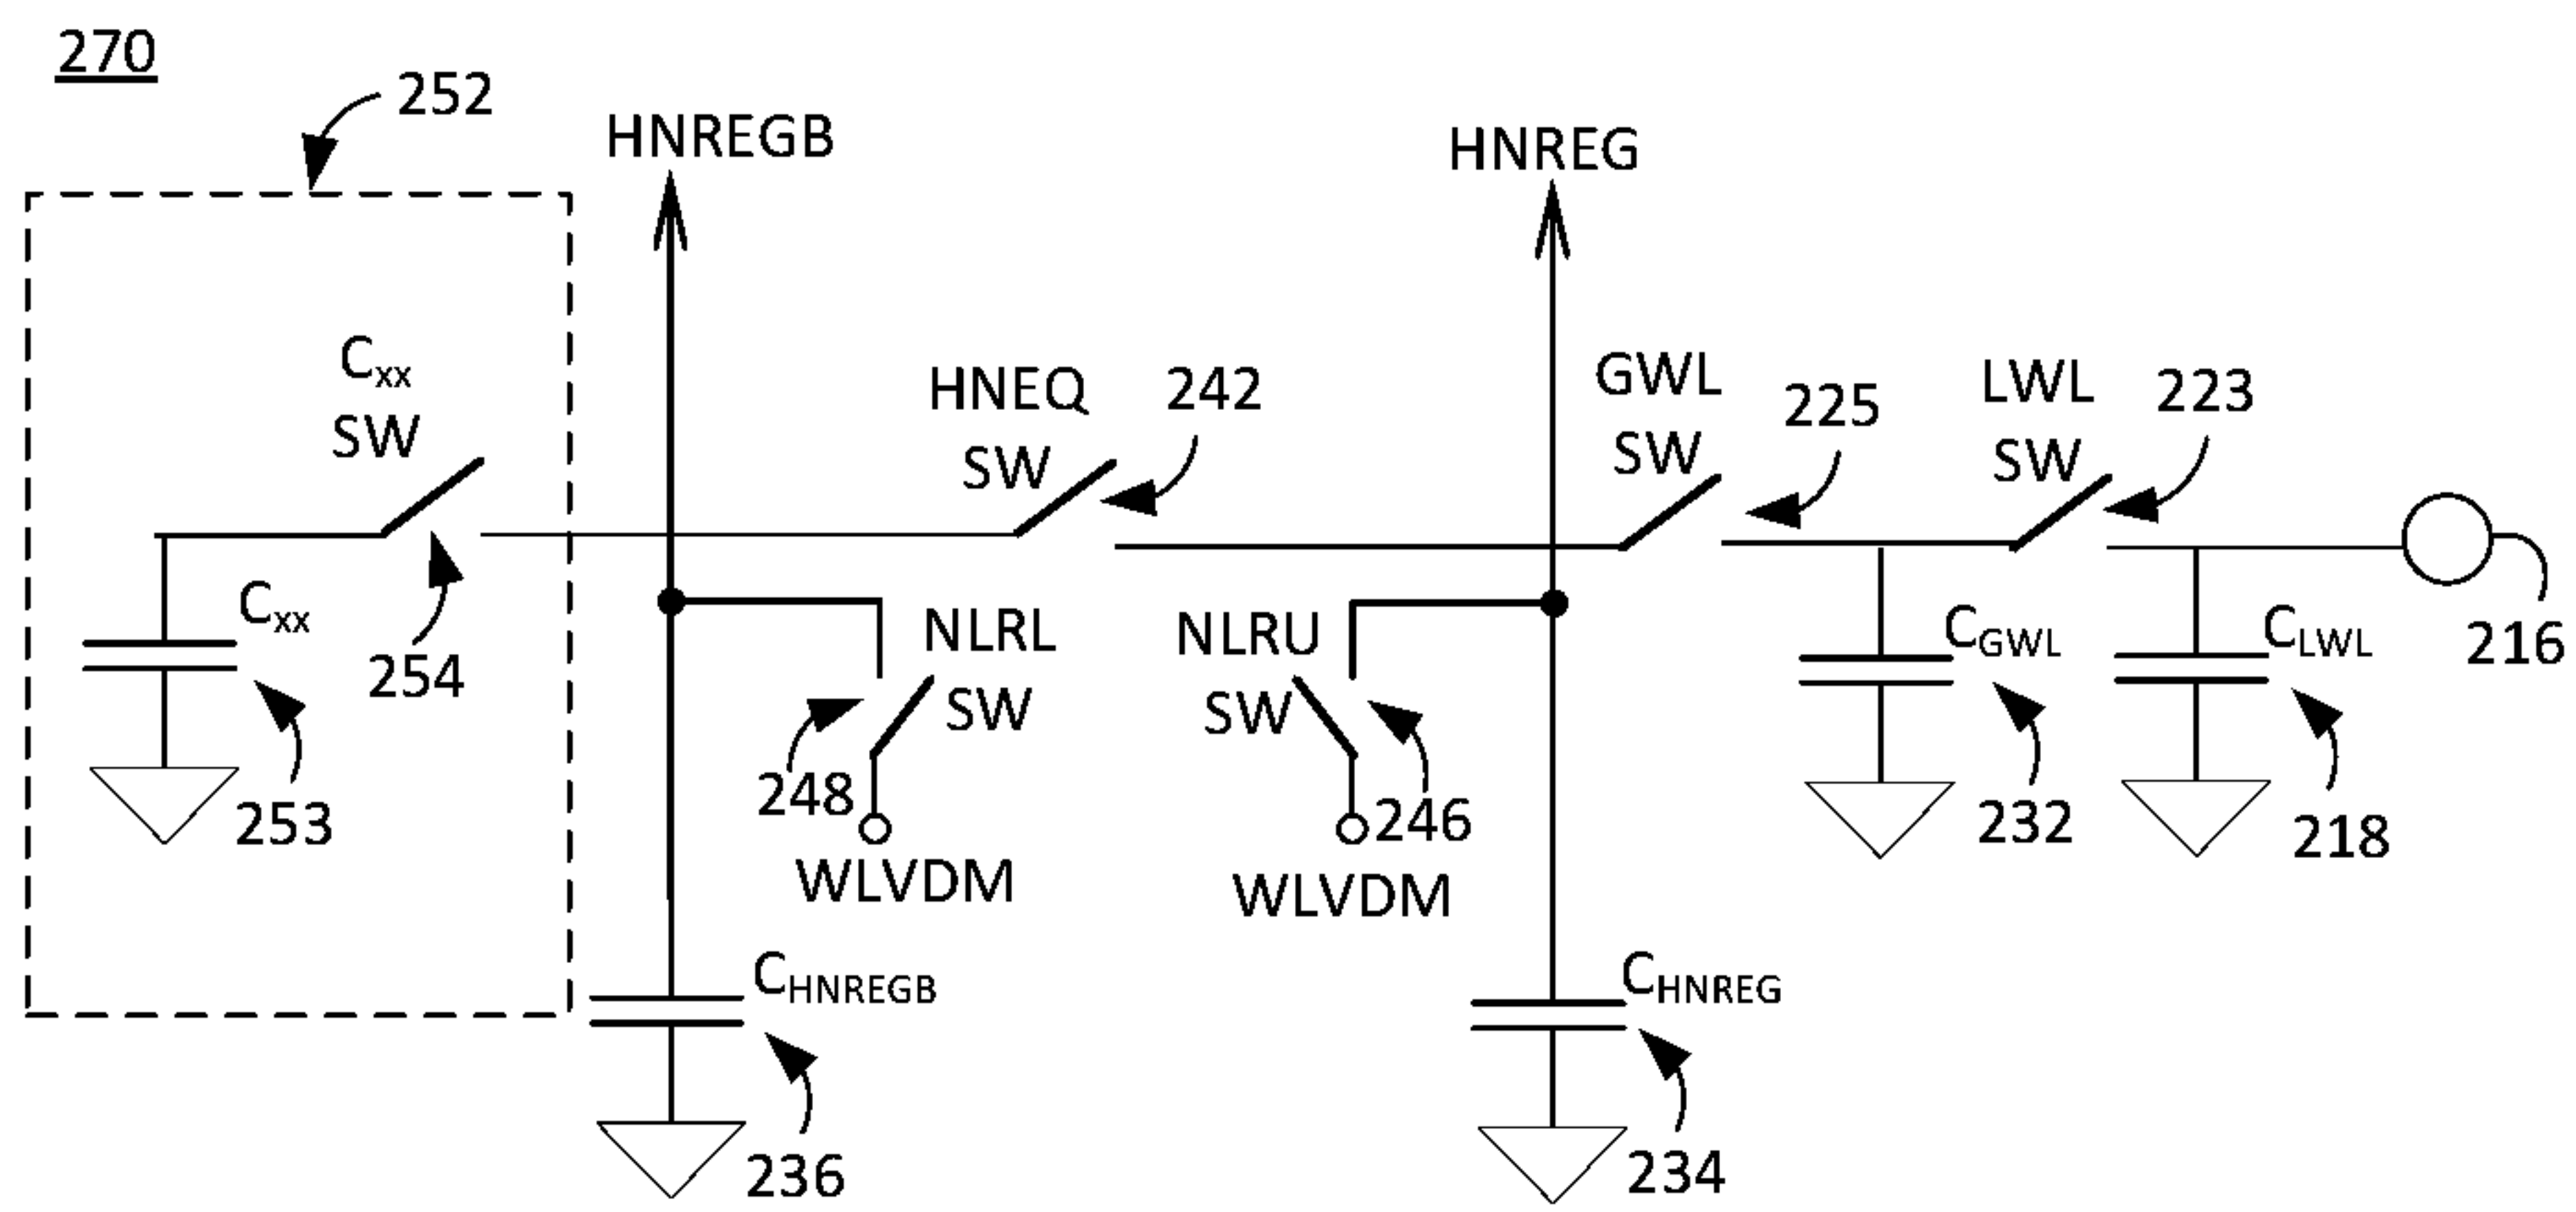 270
252
HNREGB
HNREG
Cxx
SW
HNEQ
SW
242
GWL
SW
225
LWL
SW
223
Cxx
254
253
NLRL
SW
248
WLVDM
NLRU
SW
246
WLVDM
CGWL
232
CLWL
218
216
CHNREGB
236
CHNREG
234